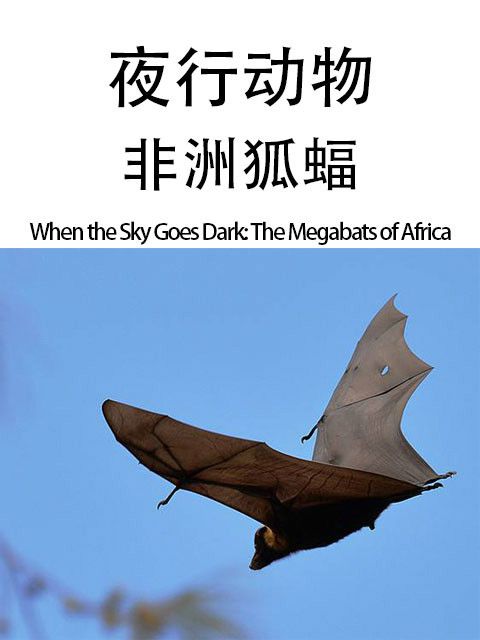 夜行动物
非洲狐蝠
When the Sky Goes Dark: The Megabats of Africa